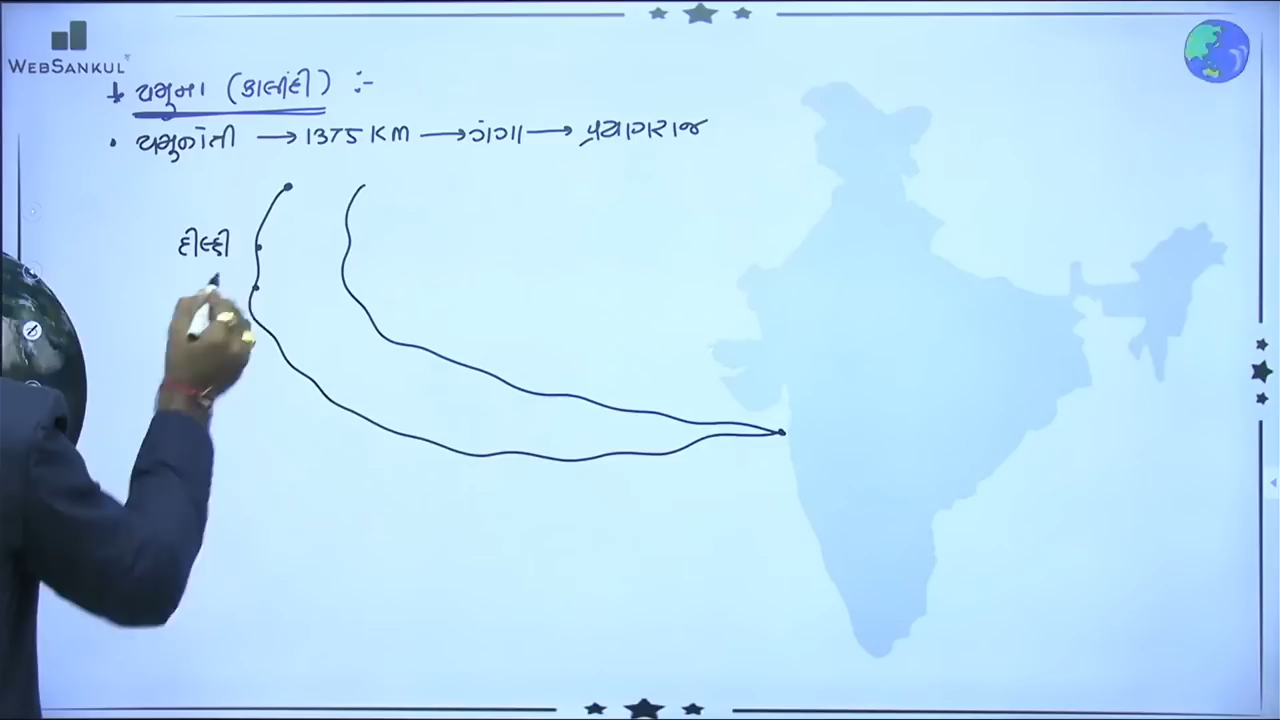 WEBSANKUL
યમુના (કાલીંદી) :-
• યમુનોત્રી → 1375 KM → ગંગા → પ્રયાગરાજ
દીલ્હી